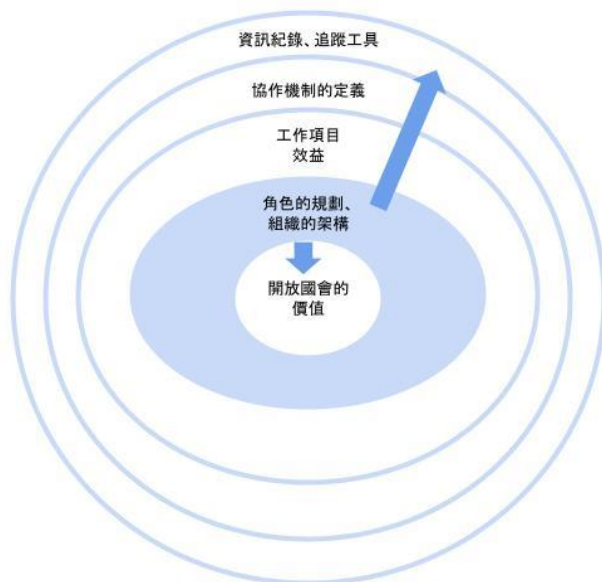 資訊紀錄、追蹤工具
協作機制的定義
工作項目
效益
角色的規劃、
組織的架構
開放國會的
價值